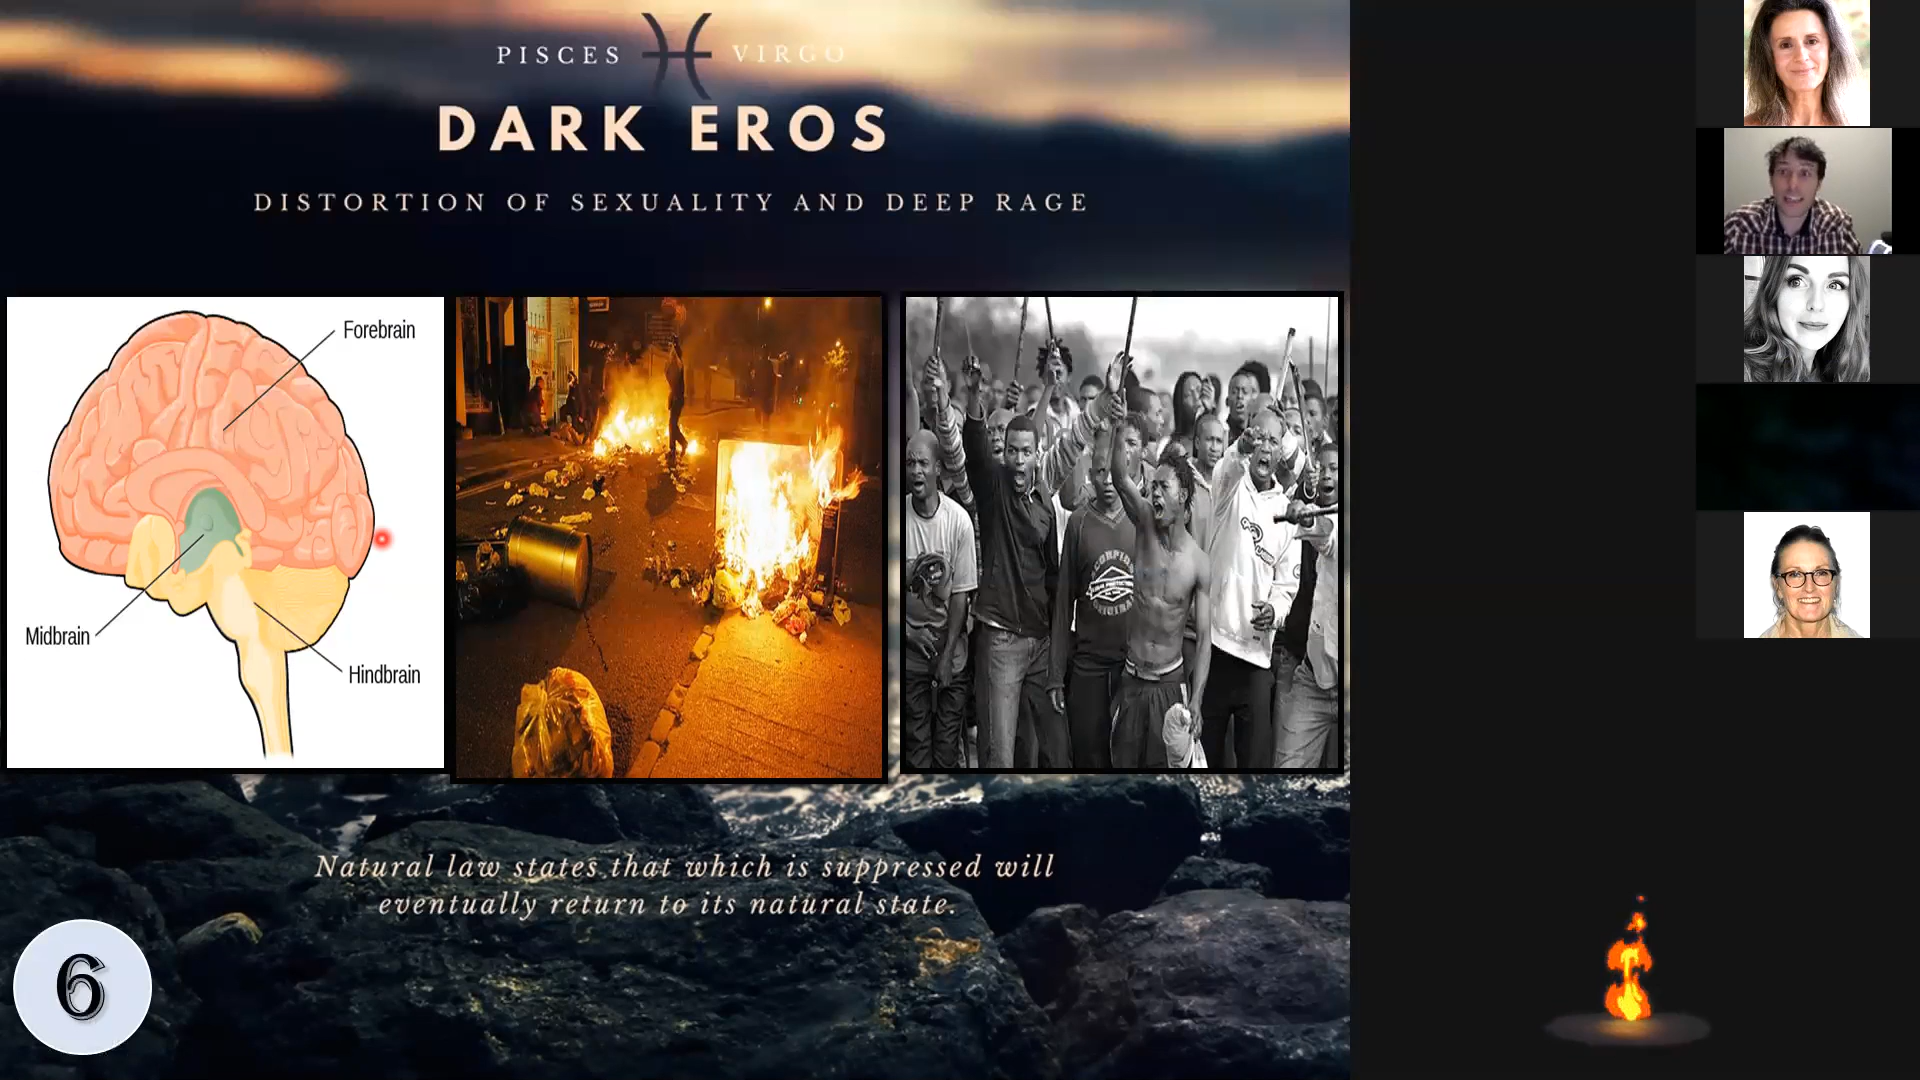 PISCES VIRGO
DARK EROS
DISTORTION OF SEXUALITY AND DEEP RAGE
Forebrain
Midbrain
Hindbrain
Natural law states that which is suppressed will
eventually return to its natural state.
6